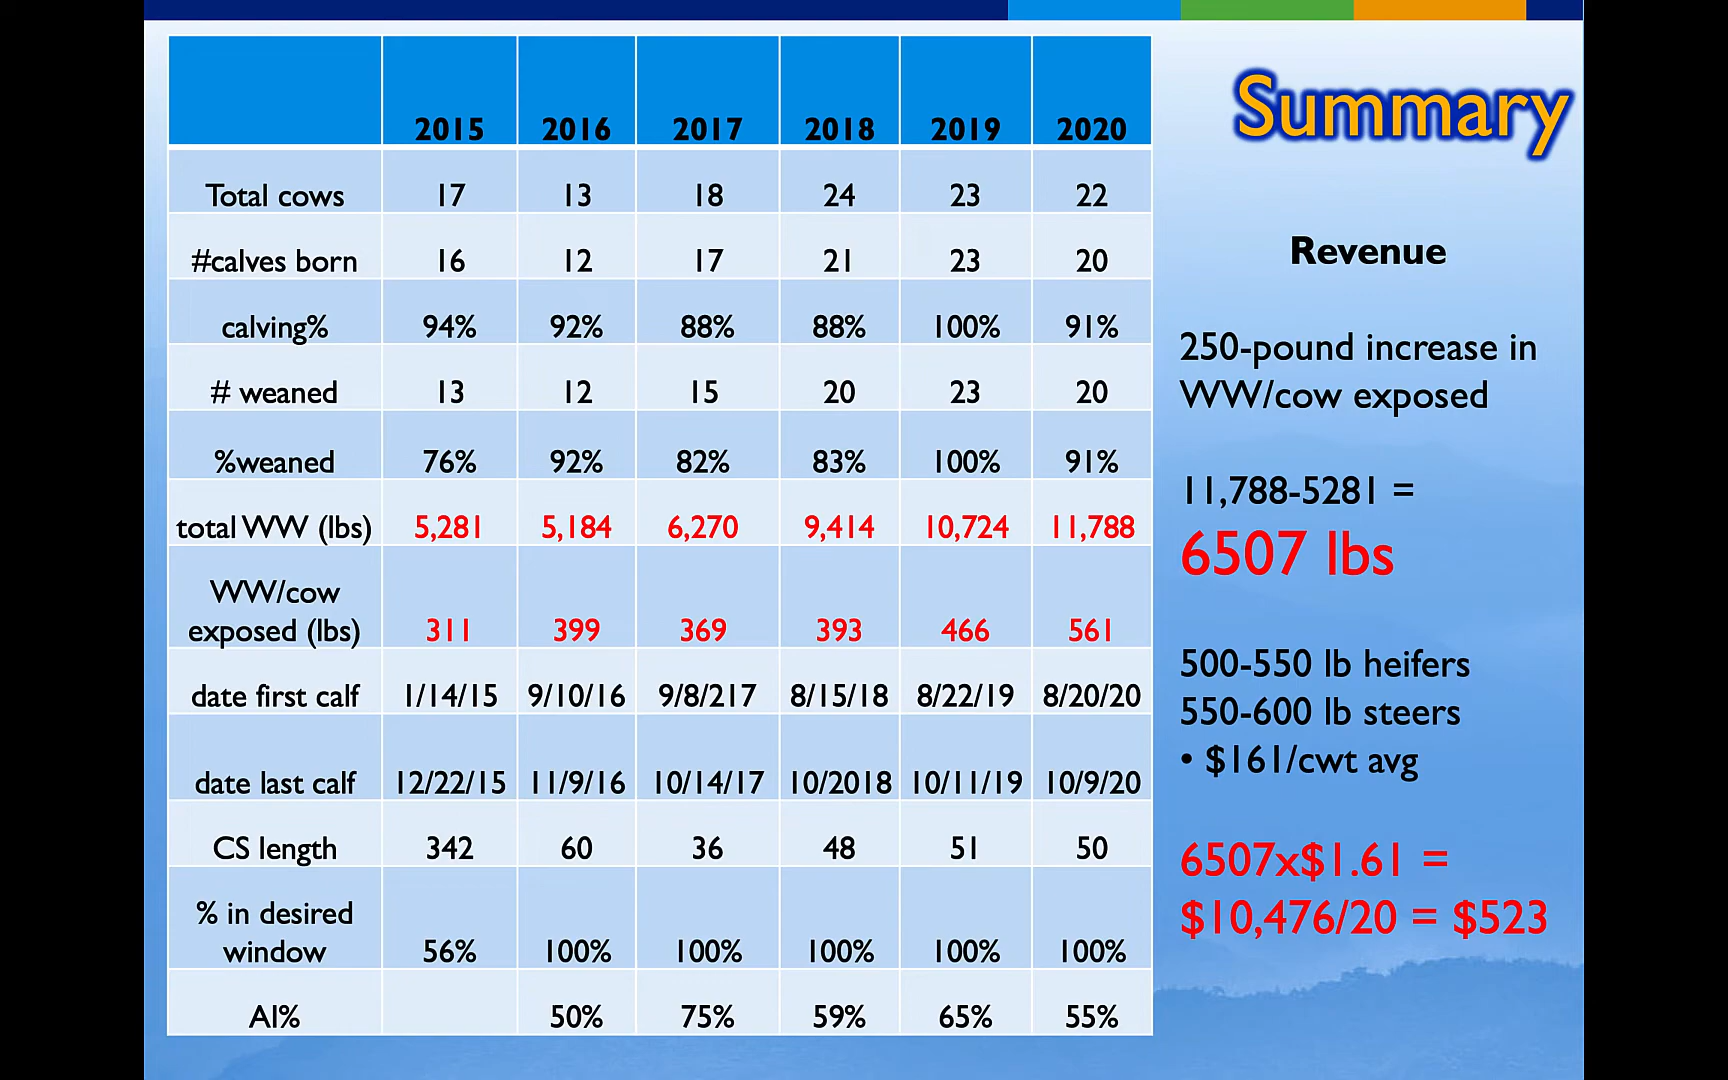 2015 2016 2017 2018 2019 2020
Total cows 17 13 18 24 23 22
#calves born 16 12 17 21 23 20
calving% 94% 92% 88% 88% 100% 91%
# weaned 13 12 15 20 23 20
%weaned 76% 92% 82% 83% 100% 91%
total WW (lbs) 5,281 5,184 6,270 9,414 10,724 11,788
WW/cow
exposed (lbs) 311 399 369 393 466 561
date first calf 1/14/15 9/10/16 9/8/217 8/15/18 8/22/19 8/20/20
date last calf 12/22/15 11/9/16 10/14/17 10/2018 10/11/19 10/9/20
CS length 342 60 36 48 51 50
% in desired
window 56% 100% 100% 100% 100% 100%
AI% 50% 75% 59% 65% 55%
Summary
Revenue
250-pound increase in
WW/cow exposed
11,788-5281 =
6507 lbs
500-550 lb heifers
550-600 lb steers
• $161/cwt avg
6507x$1.61 =
$10,476/20 = $523